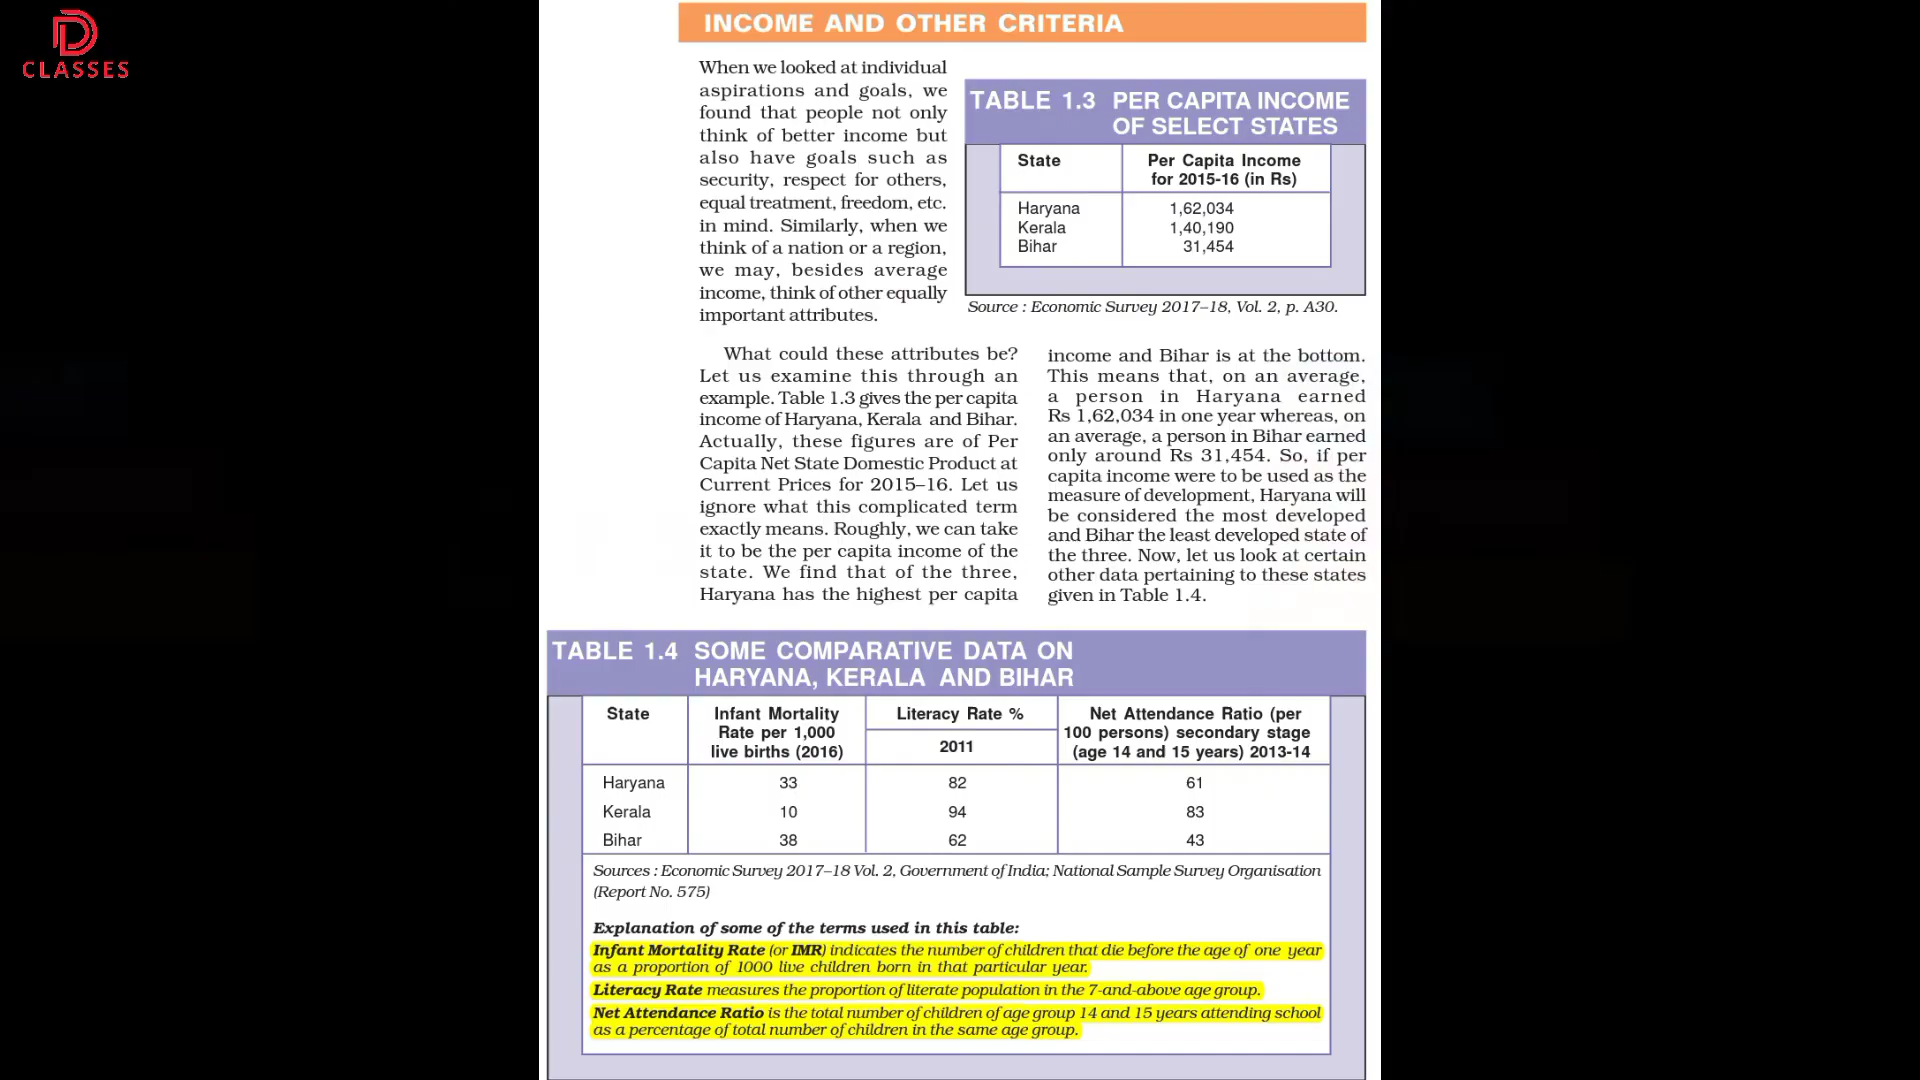 D
CLASSES
INCOME AND OTHER CRITERIA
When we looked at individual
aspirations and goals, we
found that people not only
think of better income but
also have goals such as
security, respect for others,
equal treatment, freedom, etc.
in mind. Similarly, when we
think of a nation or a region,
we may, besides average
income, think of other equally
important attributes.
TABLE 1.3 PER CAPITA INCOME
OF SELECT STATES
State Per Capita Income
for 2015-16 (in Rs)
Haryana 1,62,034
Kerala 1,40,190
Bihar 31,454
Source : Economic Survey 2017–18, Vol. 2, p. A30.
What could these attributes be?
Let us examine this through an
example. Table 1.3 gives the per capita
income of Haryana, Kerala and Bihar.
Actually, these figures are of Per
Capita Net State Domestic Product at
Current Prices for 2015–16. Let us
ignore what this complicated term
exactly means. Roughly, we can take
it to be the per capita income of the
state. We find that of the three,
Haryana has the highest per capita
income and Bihar is at the bottom.
This means that, on an average,
a person in Haryana earned
Rs 1,62,034 in one year whereas, on
an average, a person in Bihar earned
only around Rs 31,454. So, if per
capita income were to be used as the
measure of development, Haryana will
be considered the most developed
and Bihar the least developed state of
the three. Now, let us look at certain
other data pertaining to these states
given in Table 1.4.
TABLE 1.4 SOME COMPARATIVE DATA ON
HARYANA, KERALA AND BIHAR
State Infant Mortality Rate per 1,000 live births (2016) Literacy Rate % 2011 Net Attendance Ratio (per 100 persons) secondary stage (age 14 and 15 years) 2013-14
Haryana 33 82 61
Kerala 10 94 83
Bihar 38 62 43
Sources : Economic Survey 2017–18 Vol. 2, Government of India; National Sample Survey Organisation
(Report No. 575)
Explanation of some of the terms used in this table:
Infant Mortality Rate (or IMR) indicates the number of children that die before the age of one year
as a proportion of 1000 live children born in that particular year.
Literacy Rate measures the proportion of literate population in the 7-and-above age group.
Net Attendance Ratio is the total number of children of age group 14 and 15 years attending school
as a percentage of total number of children in the same age group.